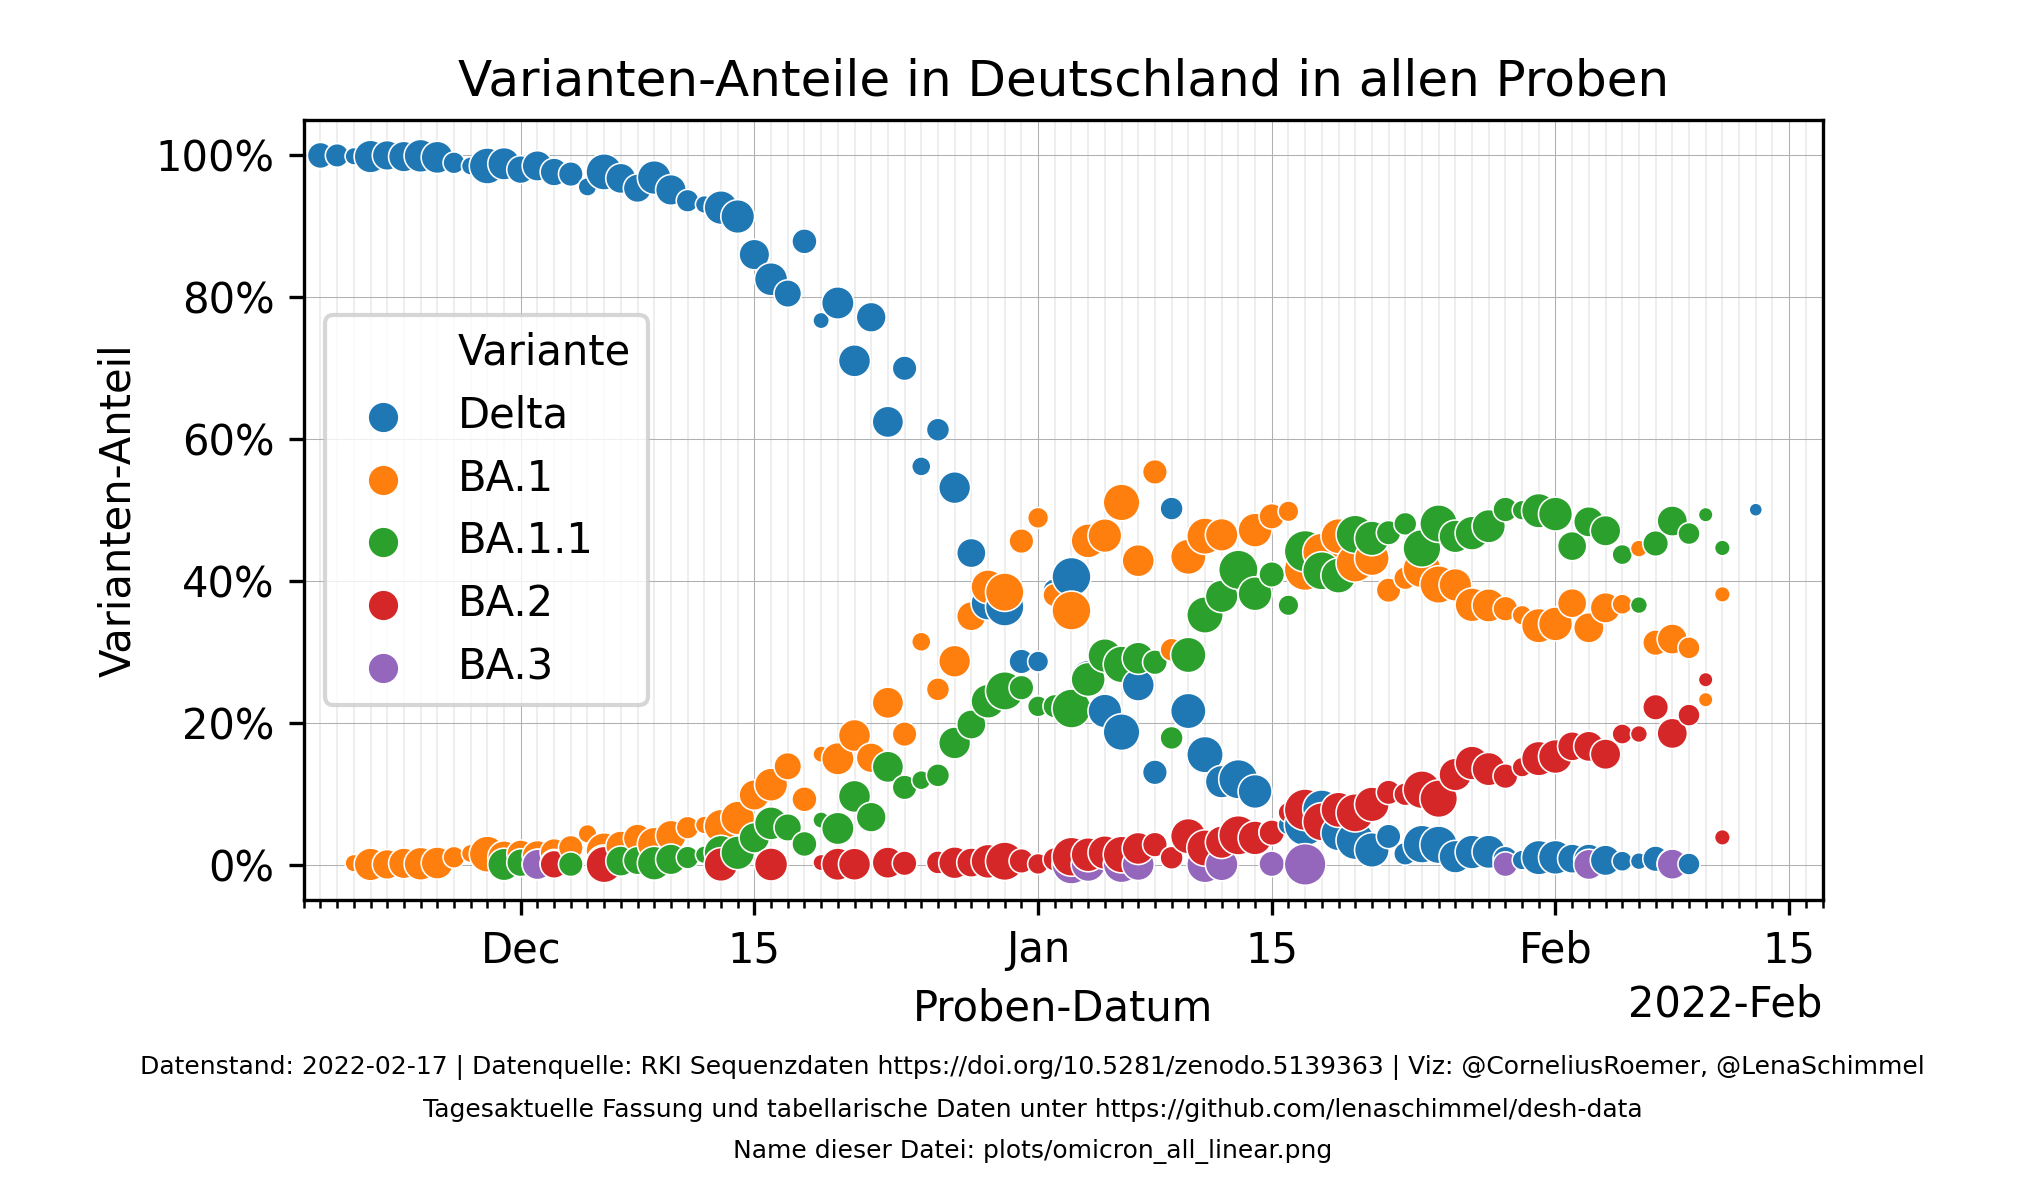 Varianten-Anteile in Deutschland in allen Proben
100%
80%
60%
40%
20%
0%
Varianten-Anteil
Variante
Delta
BA.1
BA.1.1
BA.2
BA.3
Dec 15 Jan 15 Feb 15
Proben-Datum
2022-Feb
Datenstand: 2022-02-17 | Datenquelle: RKI Sequenzdaten https://doi.org/10.5281/zenodo.5139363 | Viz: @CorneliusRoemer, @LenaSchimmel
Tagesaktuelle Fassung und tabellarische Daten unter https://github.com/lenaschimmel/desh-data
Name dieser Datei: plots/omicron_all_linear.png